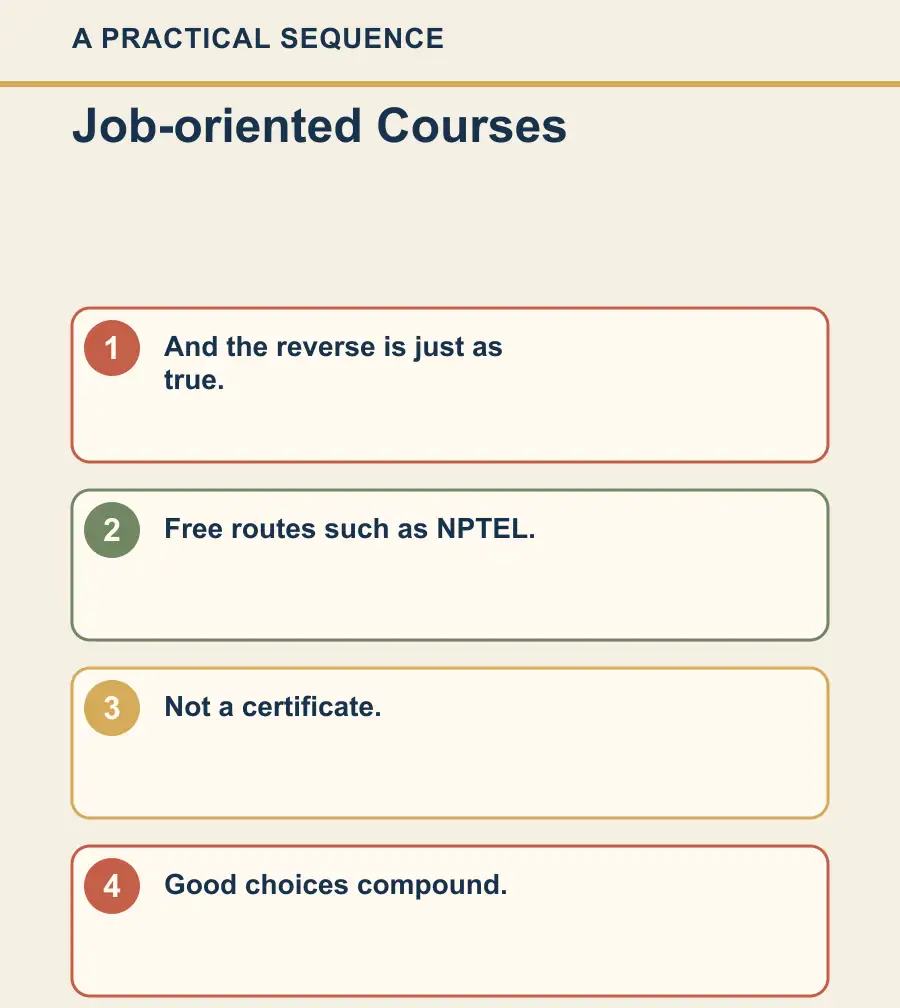 A PRACTICAL SEQUENCE
Job-oriented Courses
1
And the reverse is just as
true.
2
Free routes such as NPTEL.
3
Not a certificate.
4
Good choices compound.